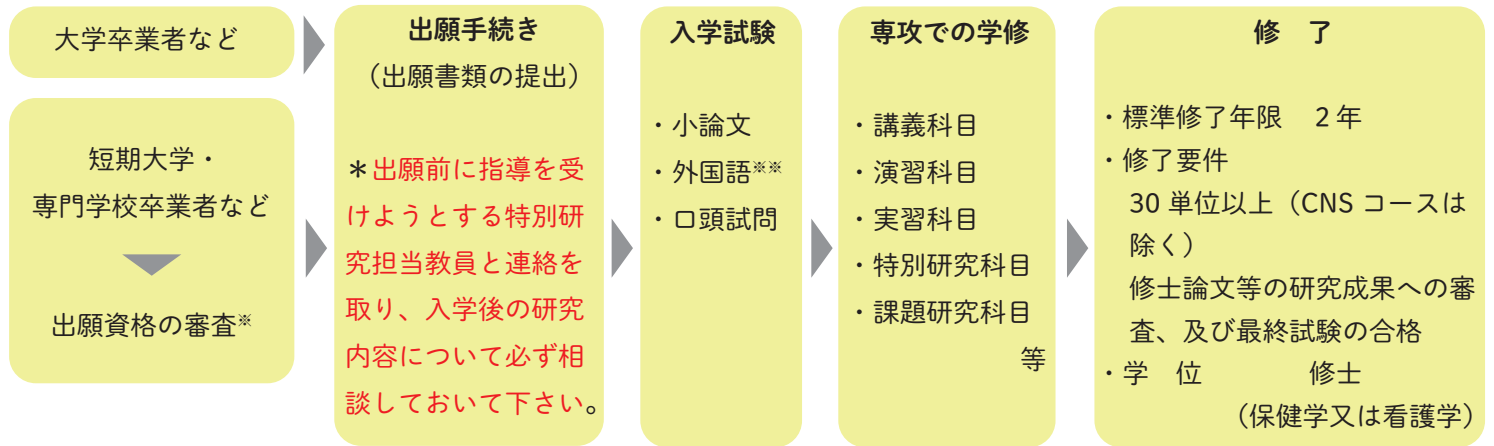 大学卒業者など
短期大学・
専門学校卒業者など
出願資格の審査※
出願手続き
（出願書類の提出）
＊出願前に指導を受
けようとする特別研
究担当教員と連絡を
取り、入学後の研究
内容について必ず相
談しておいて下さい。
入学試験
・小論文
・外国語※※
・口頭試問
専攻での学修
・講義科目
・演習科目
・実習科目
・特別研究科目
・課題研究科目
等
修　了
・標準修了年限　2 年
・修了要件
30 単位以上（CNS コースは
除く）
修士論文等の研究成果への審
査、及び最終試験の合格
・学　位　　　修士
（保健学又は看護学）